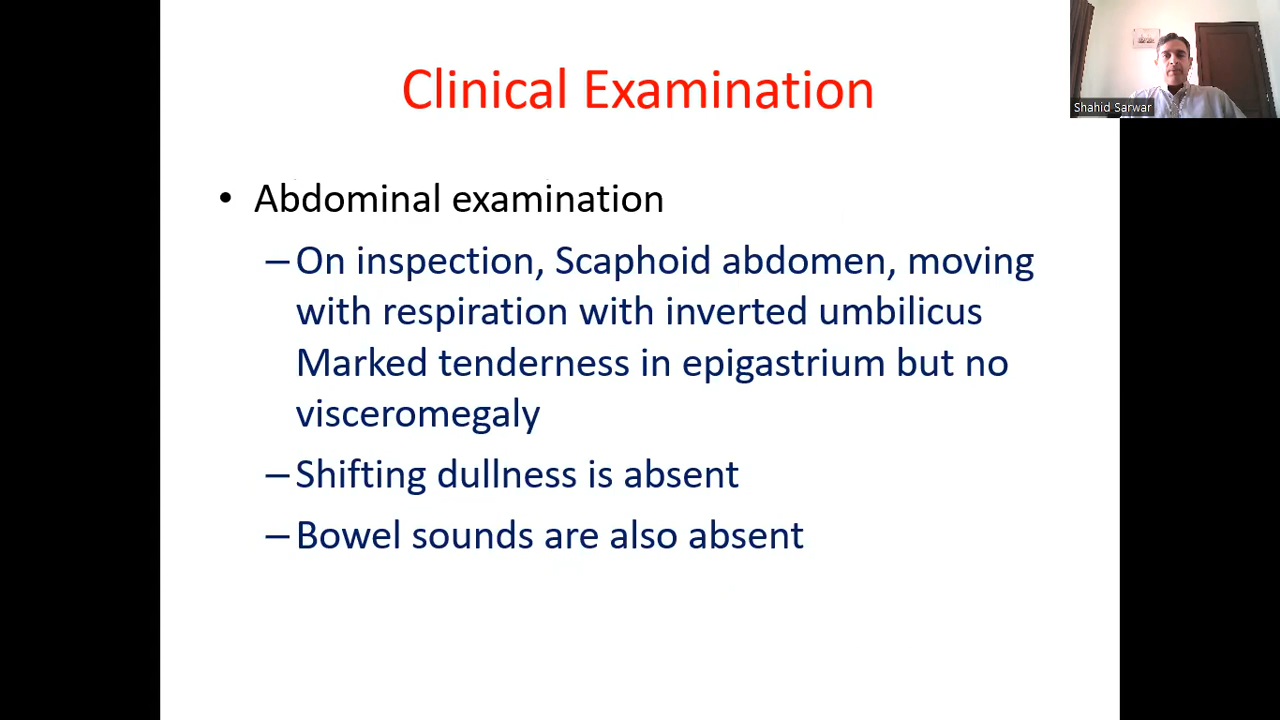 Clinical Examination
Shahid Sarwar
• Abdominal examination
–On inspection, Scaphoid abdomen, moving
with respiration with inverted umbilicus
Marked tenderness in epigastrium but no
visceromegaly
–Shifting dullness is absent
–Bowel sounds are also absent